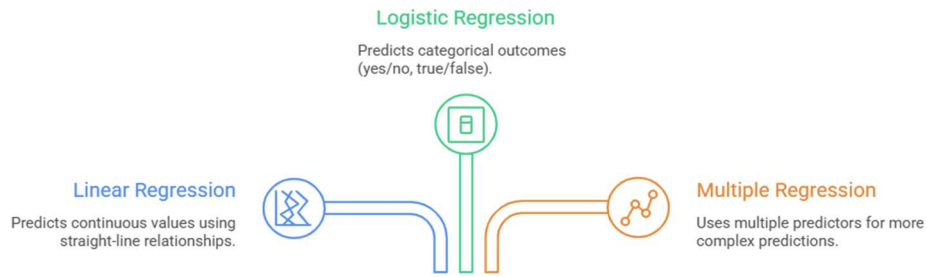 Logistic Regression
Predicts categorical outcomes
(yes/no, true/false).
Linear Regression
Predicts continuous values using
straight-line relationships.
Multiple Regression
Uses multiple predictors for more
complex predictions.